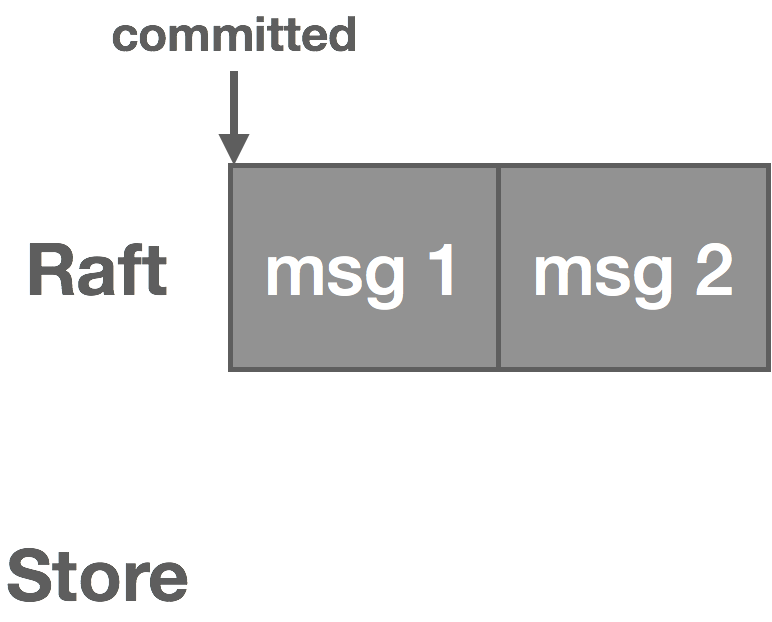 committed
Raft
msg 1
msg 2
Store